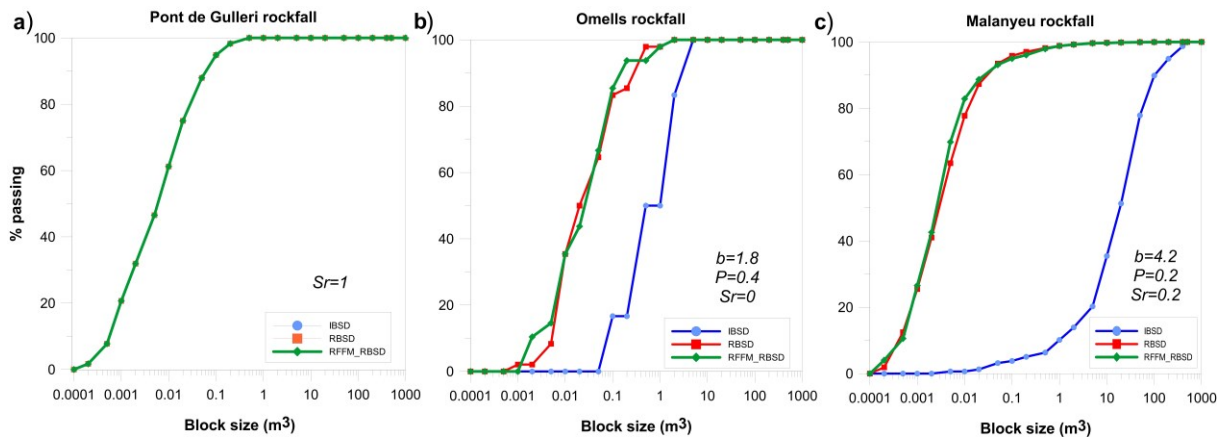 a)
Pont de Gulleri rockfall
100
80
60
40
20
0
% passing
Sr=1
IBSD
RBSD
RFFM_RBSD
0.0001 0.001 0.01 0.1 1 10 100 1000
Block size (m³)
b)
Omells rockfall
100
80
60
40
20
0
b=1.8
P=0.4
Sr=0
IBSD
RBSD
RFFM_RBSD
0.0001 0.001 0.01 0.1 1 10 100 1000
Block size (m³)
c)
Malanyeu rockfall
100
80
60
40
20
0
b=4.2
P=0.2
Sr=0.2
IBSD
RBSD
RFFM_RBSD
0.0001 0.001 0.01 0.1 1 10 100 1000
Block size (m³)